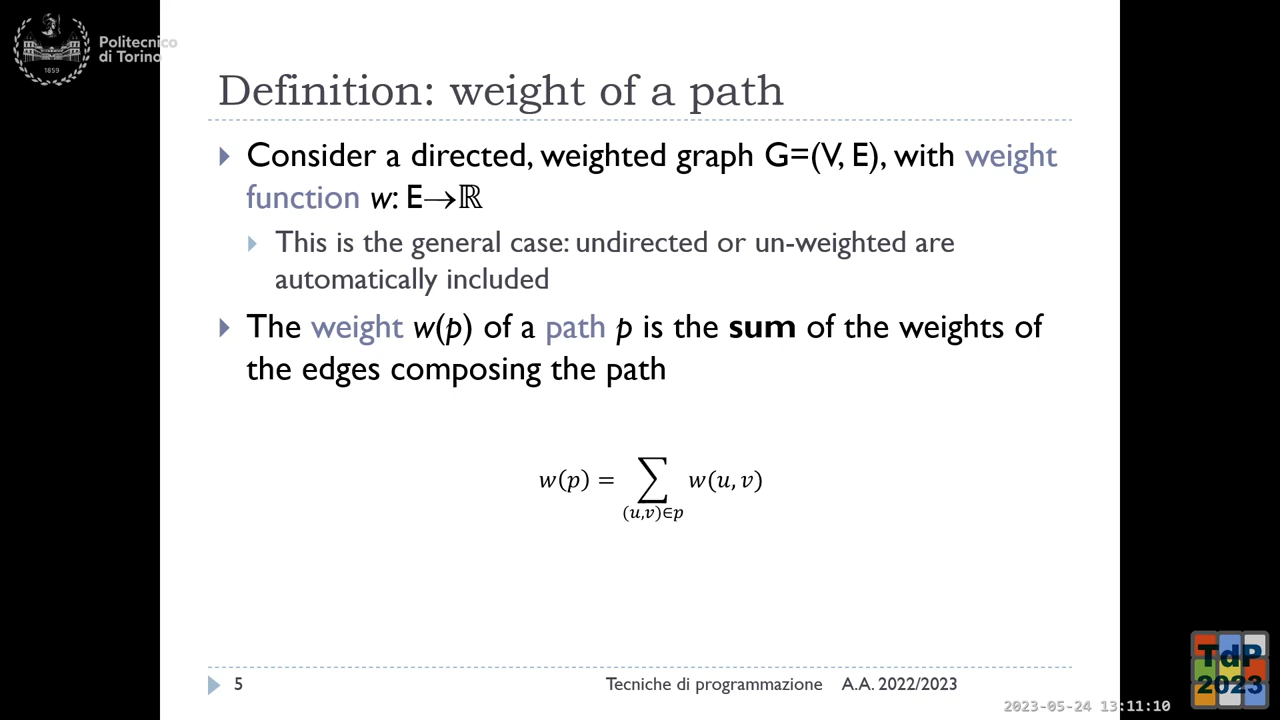 Politecnico
di Torino
1859
Definition: weight of a path
Consider a directed, weighted graph G=(V, E), with weight
function w: E→ℝ
This is the general case: undirected or un-weighted are
automatically included
The weight w(p) of a path p is the sum of the weights of
the edges composing the path
w(p) = ∑ w(u, v)
(u,v)∈p
5
Tecniche di programmazione A.A. 2022/2023
TdP
2023
2023-05-24 13:11:10